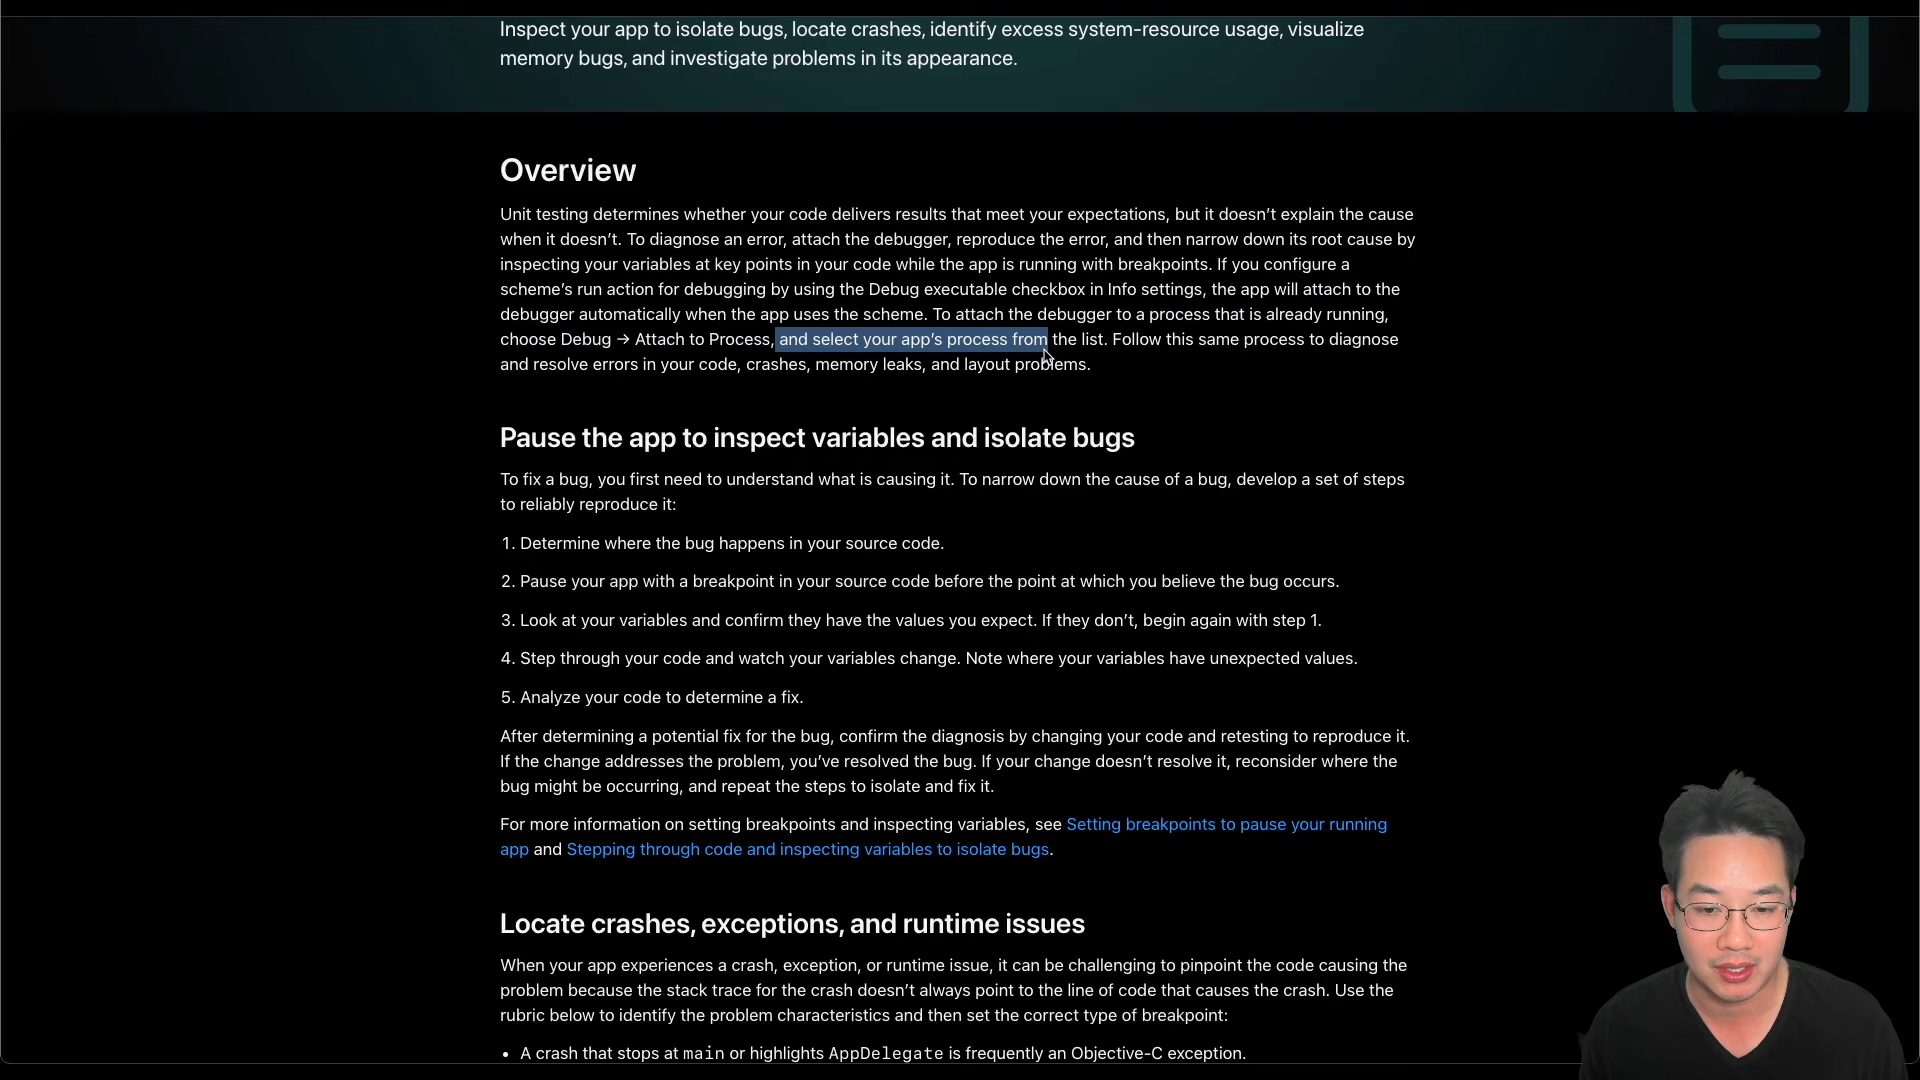 Inspect your app to isolate bugs, locate crashes, identify excess system-resource usage, visualize
memory bugs, and investigate problems in its appearance.
Overview
Unit testing determines whether your code delivers results that meet your expectations, but it doesn’t explain the cause
when it doesn’t. To diagnose an error, attach the debugger, reproduce the error, and then narrow down its root cause by
inspecting your variables at key points in your code while the app is running with breakpoints. If you configure a
scheme’s run action for debugging by using the Debug executable checkbox in Info settings, the app will attach to the
debugger automatically when the app uses the scheme. To attach the debugger to a process that is already running,
choose Debug → Attach to Process, and select your app’s process from the list. Follow this same process to diagnose
and resolve errors in your code, crashes, memory leaks, and layout problems.
Pause the app to inspect variables and isolate bugs
To fix a bug, you first need to understand what is causing it. To narrow down the cause of a bug, develop a set of steps
to reliably reproduce it:
1. Determine where the bug happens in your source code.
2. Pause your app with a breakpoint in your source code before the point at which you believe the bug occurs.
3. Look at your variables and confirm they have the values you expect. If they don’t, begin again with step 1.
4. Step through your code and watch your variables change. Note where your variables have unexpected values.
5. Analyze your code to determine a fix.
After determining a potential fix for the bug, confirm the diagnosis by changing your code and retesting to reproduce it.
If the change addresses the problem, you’ve resolved the bug. If your change doesn’t resolve it, reconsider where the
bug might be occurring, and repeat the steps to isolate and fix it.
For more information on setting breakpoints and inspecting variables, see Setting breakpoints to pause your running
app and Stepping through code and inspecting variables to isolate bugs.
Locate crashes, exceptions, and runtime issues
When your app experiences a crash, exception, or runtime issue, it can be challenging to pinpoint the code causing the
problem because the stack trace for the crash doesn’t always point to the line of code that causes the crash. Use the
rubric below to identify the problem characteristics and then set the correct type of breakpoint:
• A crash that stops at main or highlights AppDelegate is frequently an Objective-C exception.